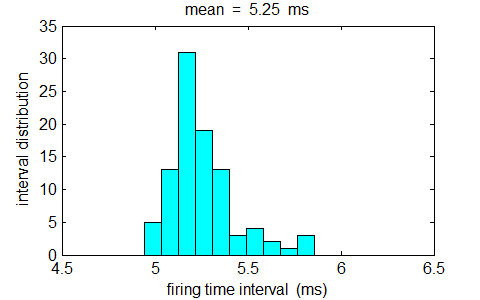 mean = 5.25 ms
35
30
25
20
15
10
5
0
interval distribution
4.5 5 5.5 6 6.5
firing time interval (ms)